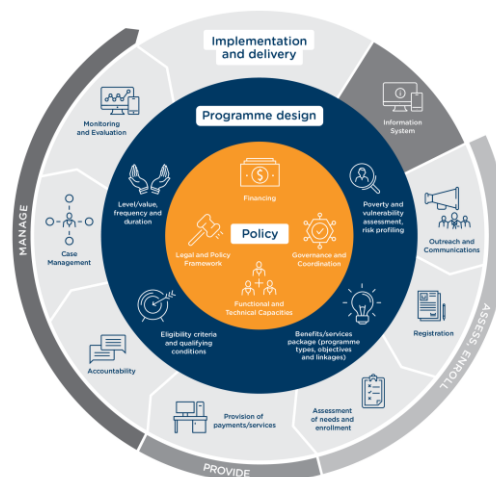 Implementation
and delivery
Information
System
Outreach and
Communications
Registration
Assessment
of needs and
enrollment
Provision of
payments/services
Accountability
Case
Management
Monitoring
and Evaluation
Programme design
Poverty and
vulnerability
assessment,
risk profiling
Benefits/services
package (programme
types, objectives
and linkages)
Eligibility criteria
and qualifying
conditions
Level/value,
frequency and
duration
Policy
Financing
Governance and
Coordination
Functional and
Technical Capacities
Legal and Policy
Framework
ASSESS, ENROLL
PROVIDE
MANAGE